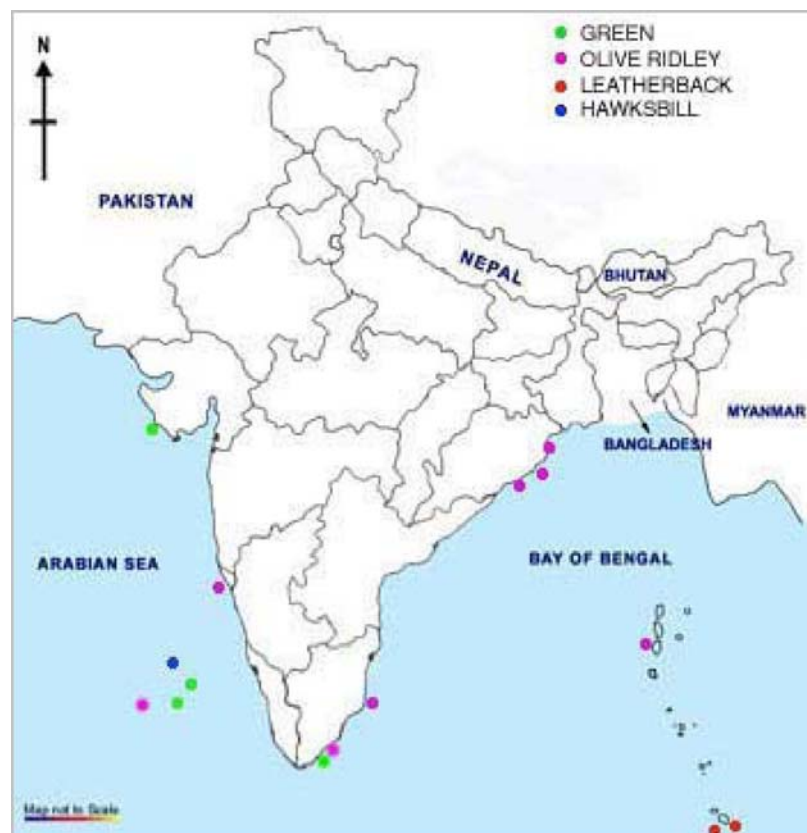 N
GREEN
OLIVE RIDLEY
LEATHERBACK
HAWKSBILL
PAKISTAN
NEPAL
BHUTAN
MYANMAR
BANGLADESH
ARABIAN SEA
BAY OF BENGAL
Map not to Scale